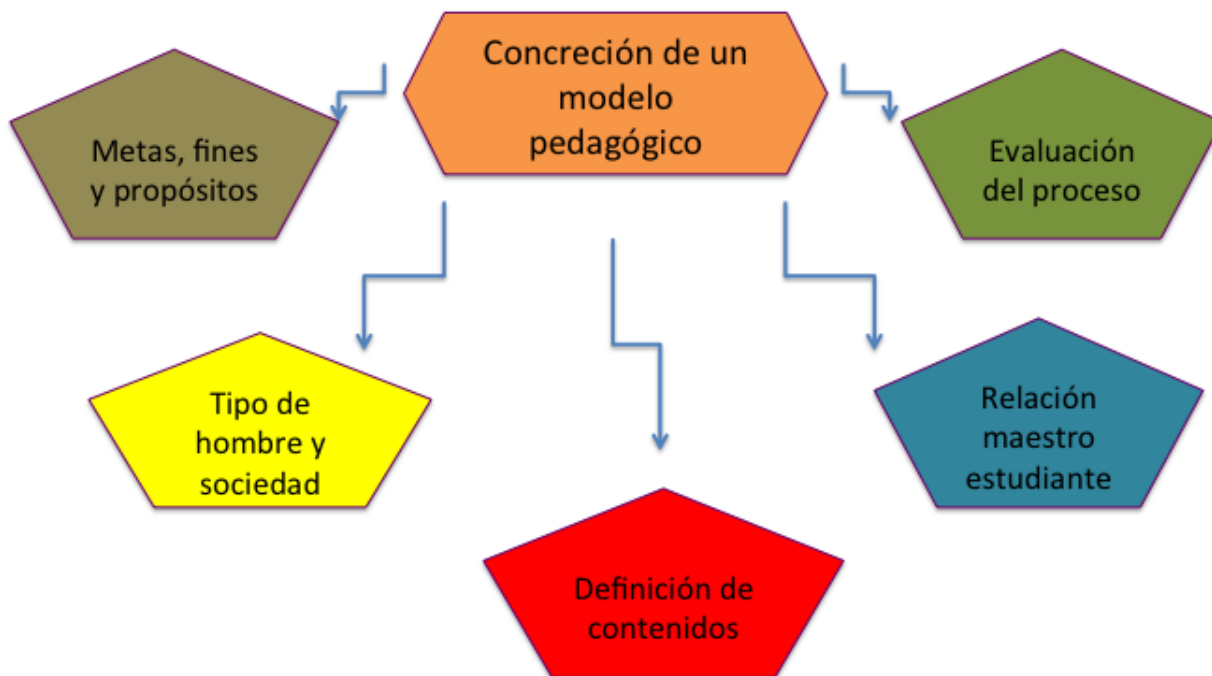 Concreción de un
modelo
pedagógico
Metas, fines
y propósitos
Evaluación
del proceso
Tipo de
hombre y
sociedad
Relación
maestro
estudiante
Definición de
contenidos